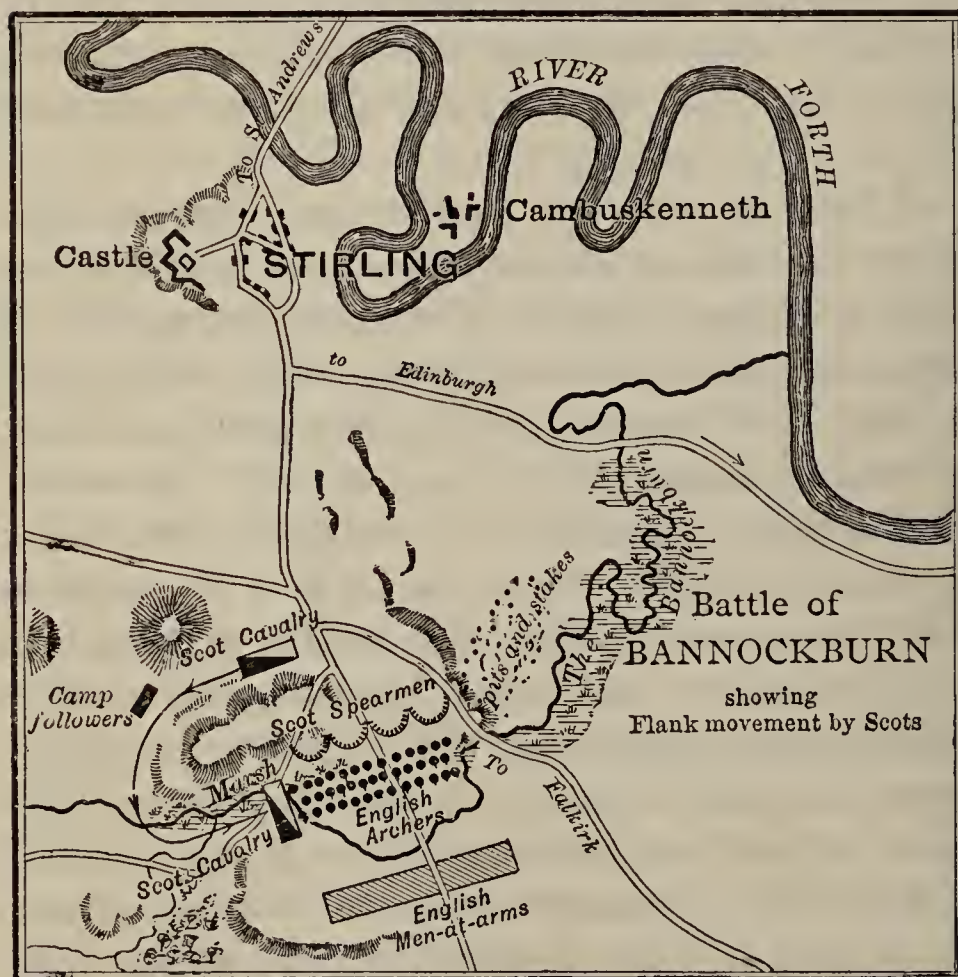 To S. Andrews
RIVER
FORTH
Castle
STIRLING
Cambuskenneth
to Edinburgh
pits and stakes
The Bannockburn
Battle of
BANNOCKBURN
showing
Flank movement by Scots
Scot Cavalry
Camp
followers
Scot Spearmen
Marsh
To Falkirk
English
Archers
Scots Cavalry
English
Men-at-arms